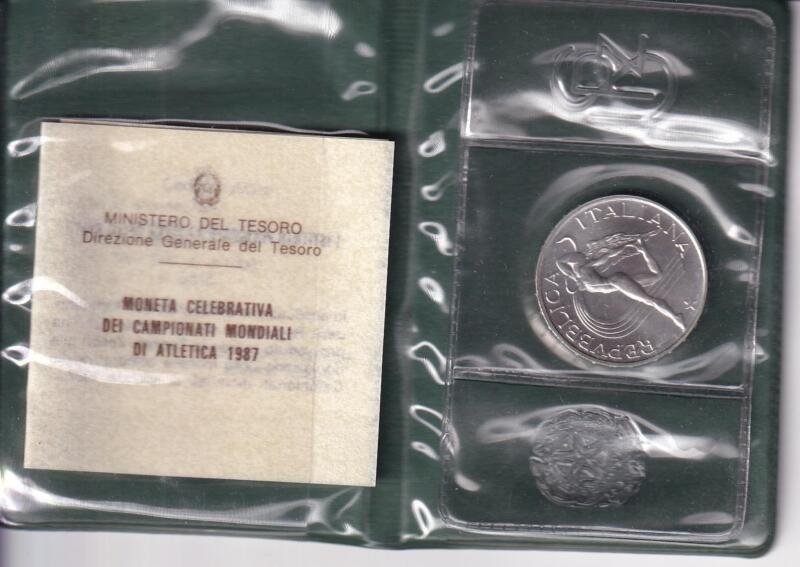 MINISTERO DEL TESORO
Direzione Generale del Tesoro
MONETA CELEBRATIVA
DEI CAMPIONATI MONDIALI
DI ATLETICA 1987
REPVBBLICA ITALIANA